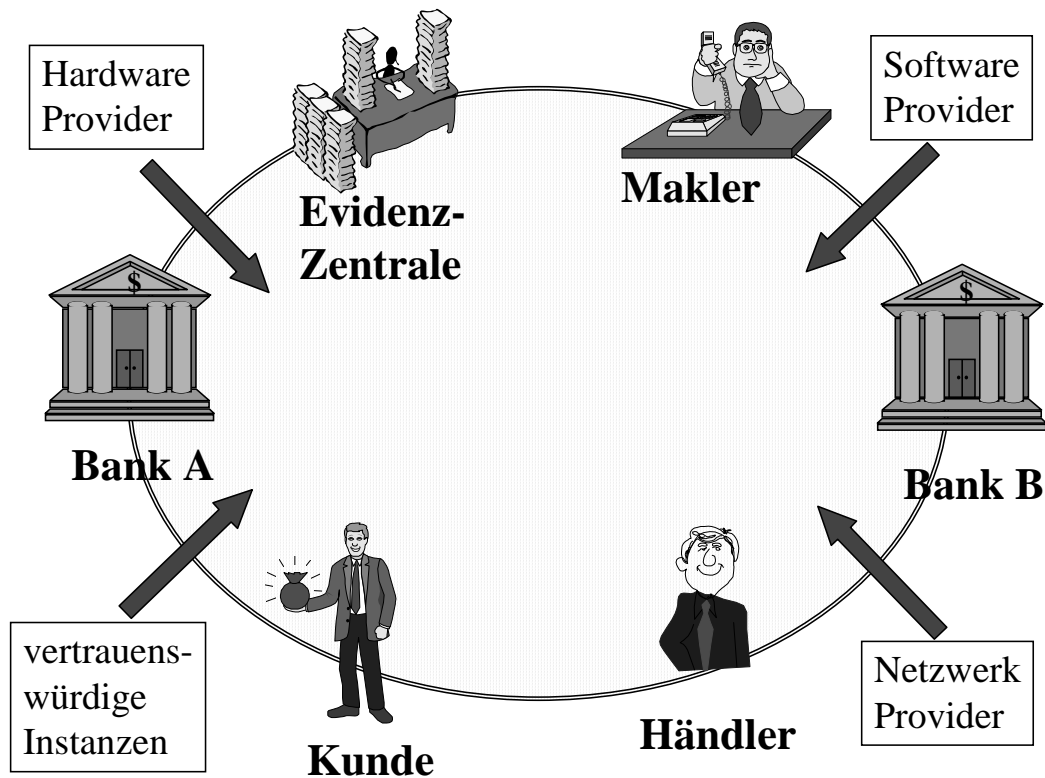 Hardware
Provider
Software
Provider
Evidenz-
Zentrale
Makler
$
$
Bank A
Bank B
vertrauens-
würdige
Instanzen
Kunde
Händler
Netzwerk
Provider